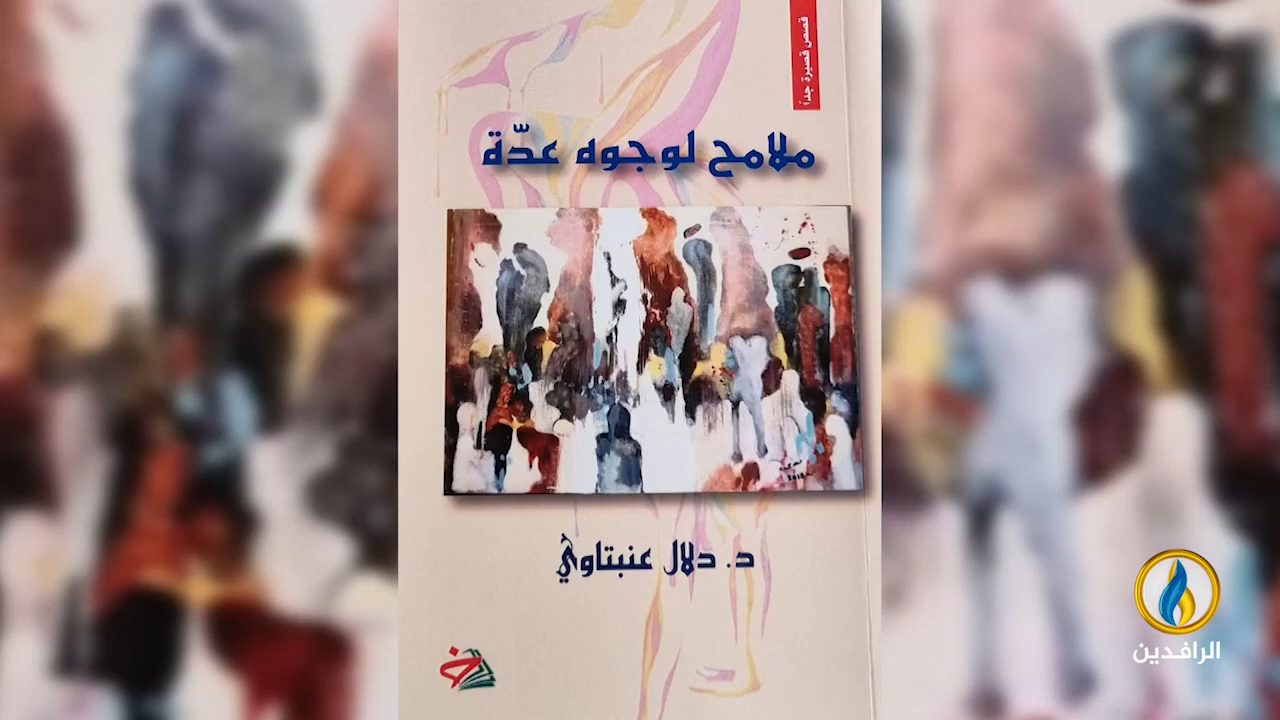 قصص قصيرة جداً
ملامح لوجوه عدّة
د. دلال عنبتاوي
الرافدين